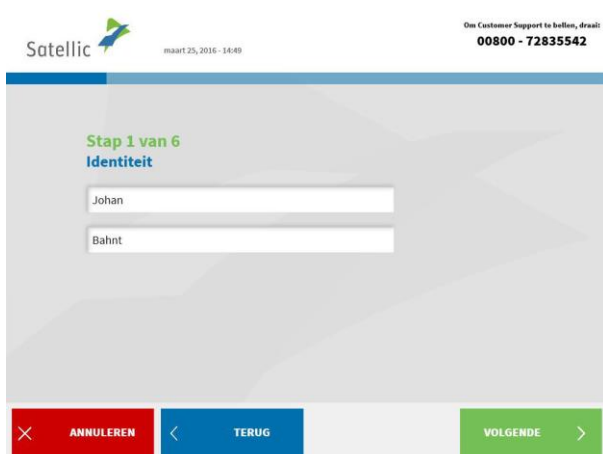 Om Customer Support te bellen, draai:
00800 - 72835542
Satellic
maart 25, 2016 - 14:49
Stap 1 van 6
Identiteit
Johan
Bahnt
ANNULEREN
TERUG
VOLGENDE